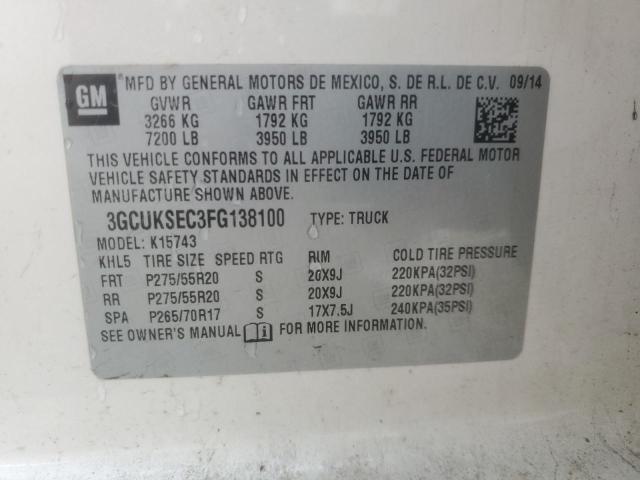 GM MFD BY GENERAL MOTORS DE MEXICO, S. DE R.L. DE C.V. 09/14
GVWR GAWR FRT GAWR RR
3266 KG 1792 KG 1792 KG
7200 LB 3950 LB 3950 LB
THIS VEHICLE CONFORMS TO ALL APPLICABLE U.S. FEDERAL MOTOR
VEHICLE SAFETY STANDARDS IN EFFECT ON THE DATE OF
MANUFACTURE SHOWN ABOVE.
3GCUKSEC3FG138100 TYPE: TRUCK
MODEL: K15743
KHL5 TIRE SIZE SPEED RTG RIM COLD TIRE PRESSURE
FRT P275/55R20 S 20X9J 220KPA(32PSI)
RR P275/55R20 S 20X9J 220KPA(32PSI)
SPA P265/70R17 S 17X7.5J 240KPA(35PSI)
SEE OWNER'S MANUAL FOR MORE INFORMATION.